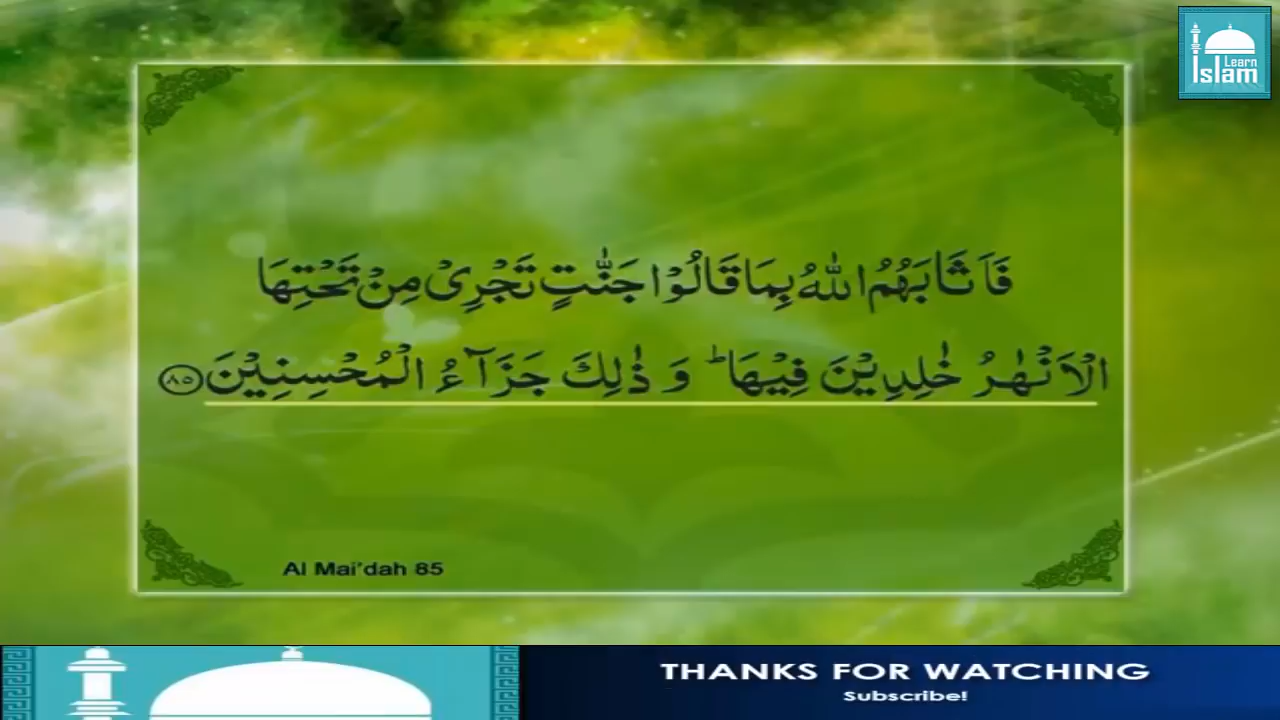 Learn
Islam
فَاَثَابَهُمُ اللّٰهُ بِمَا قَالُوْا جَنّٰتٍ تَجْرِىْ مِنْ تَحْتِهَا
الْاَنْهٰرُ خٰلِدِيْنَ فِيْهَا ؕ وَ ذٰلِكَ جَزَآءُ الْمُحْسِنِيْنَ ۝۸۵
Al Mai’dah 85
THANKS FOR WATCHING
Subscribe!